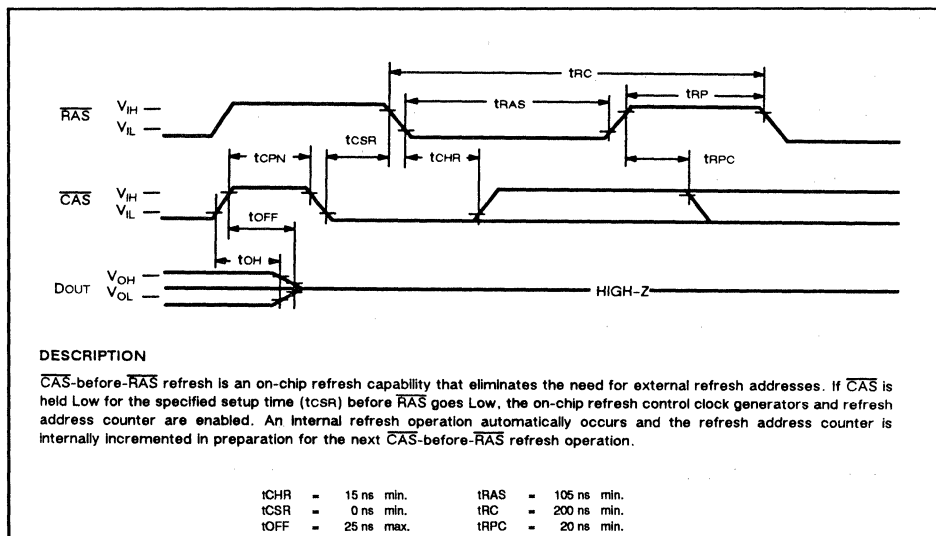 tRC
tRAS
tRP
RAS
VIH
VIL
tCSR
tCPN
tCHR
tRPC
CAS
VIH
VIL
tOFF
tOH
DOUT
VOH
VOL
HIGH-Z
DESCRIPTION
CAS-before-RAS refresh is an on-chip refresh capability that eliminates the need for external refresh addresses. If CAS is
held Low for the specified setup time (tCSR) before RAS goes Low, the on-chip refresh control clock generators and refresh
address counter are enabled. An internal refresh operation automatically occurs and the refresh address counter is
internally incremented in preparation for the next CAS-before-RAS refresh operation.
tCHR = 15 ns min. tRAS = 105 ns min.
tCSR = 0 ns min. tRC = 200 ns min.
tOFF = 25 ns max. tRPC = 20 ns min.